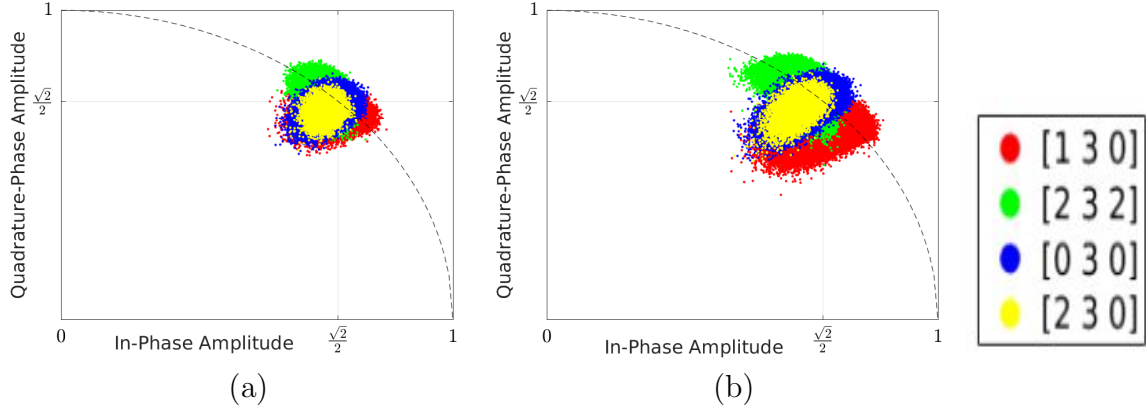 1
√2/2
Quadrature-Phase Amplitude
0
In-Phase Amplitude
√2/2
1
(a)
1
√2/2
Quadrature-Phase Amplitude
0
In-Phase Amplitude
√2/2
1
(b)
[1 3 0]
[2 3 2]
[0 3 0]
[2 3 0]